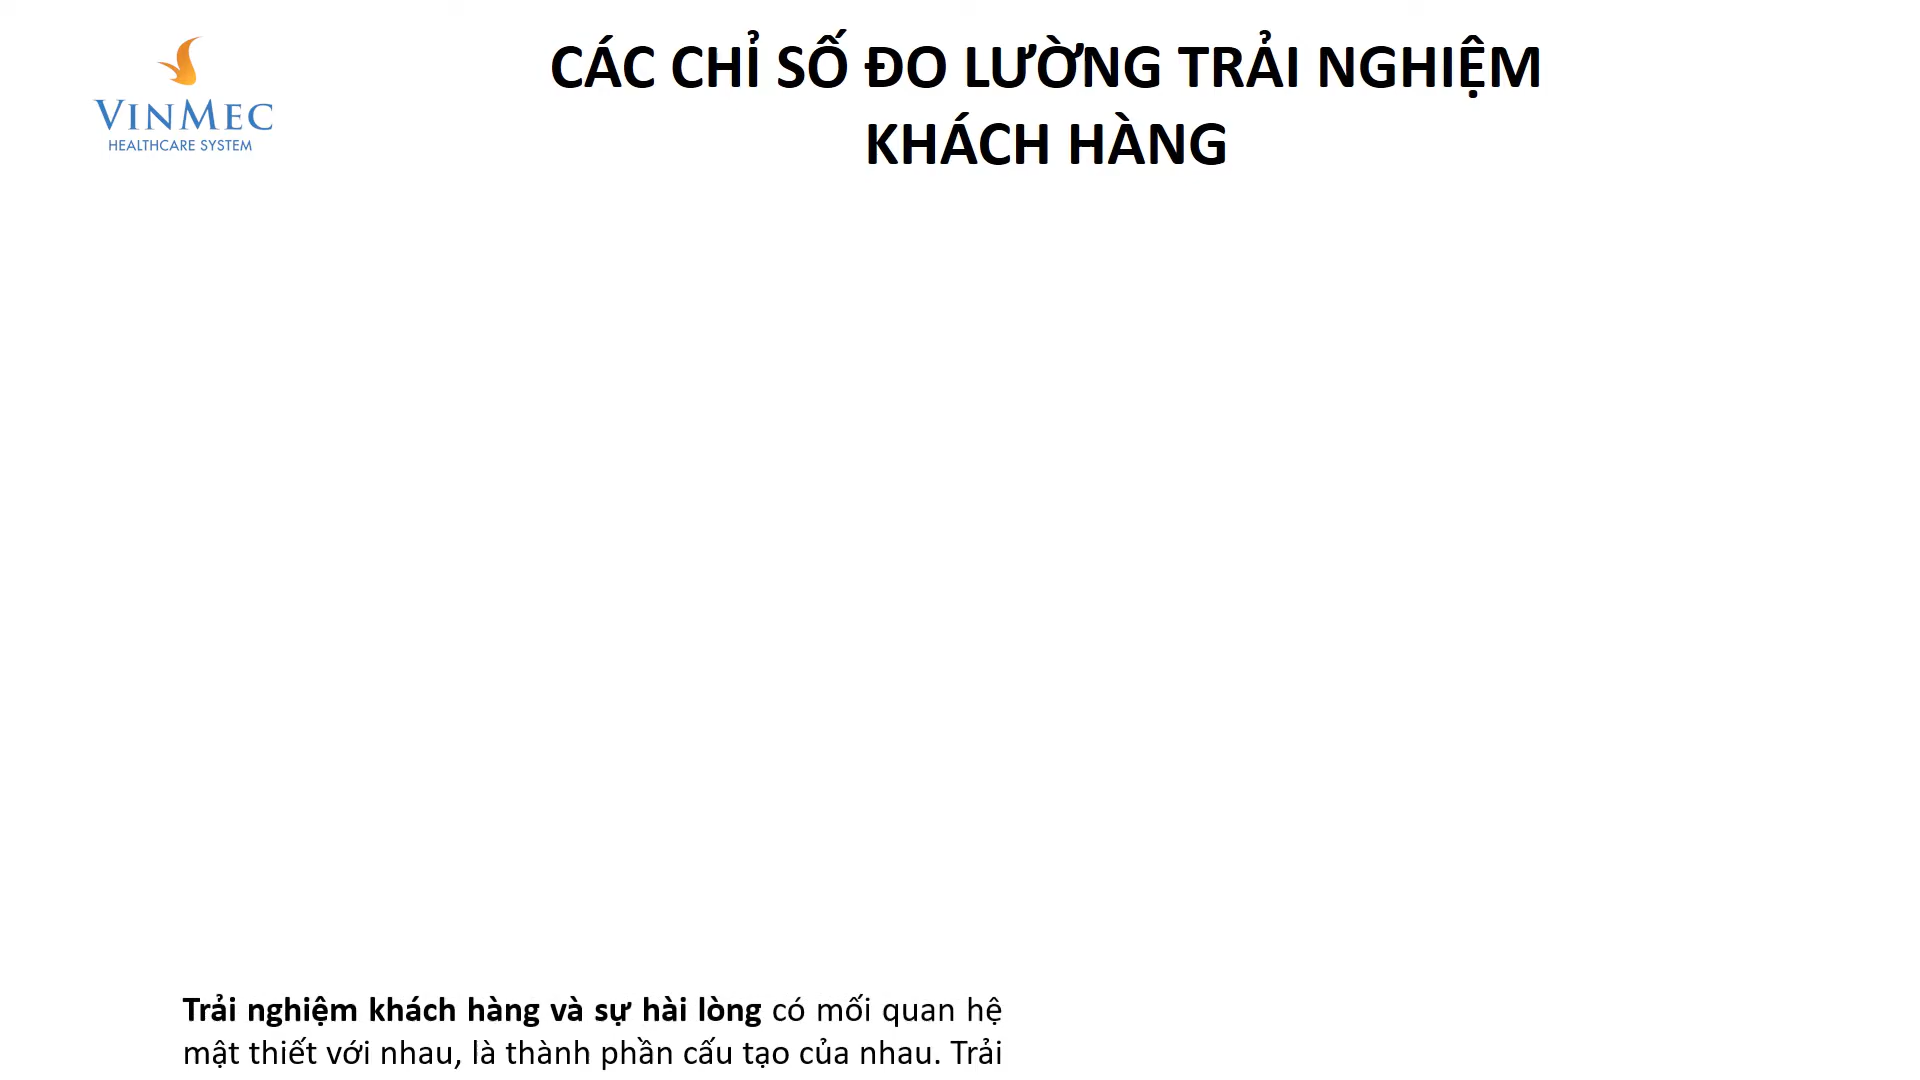 VINMEC
HEALTHCARE SYSTEM
CÁC CHỈ SỐ ĐO LƯỜNG TRẢI NGHIỆM
KHÁCH HÀNG
Trải nghiệm khách hàng và sự hài lòng có mối quan hệ
mật thiết với nhau, là thành phần cấu tạo của nhau. Trải